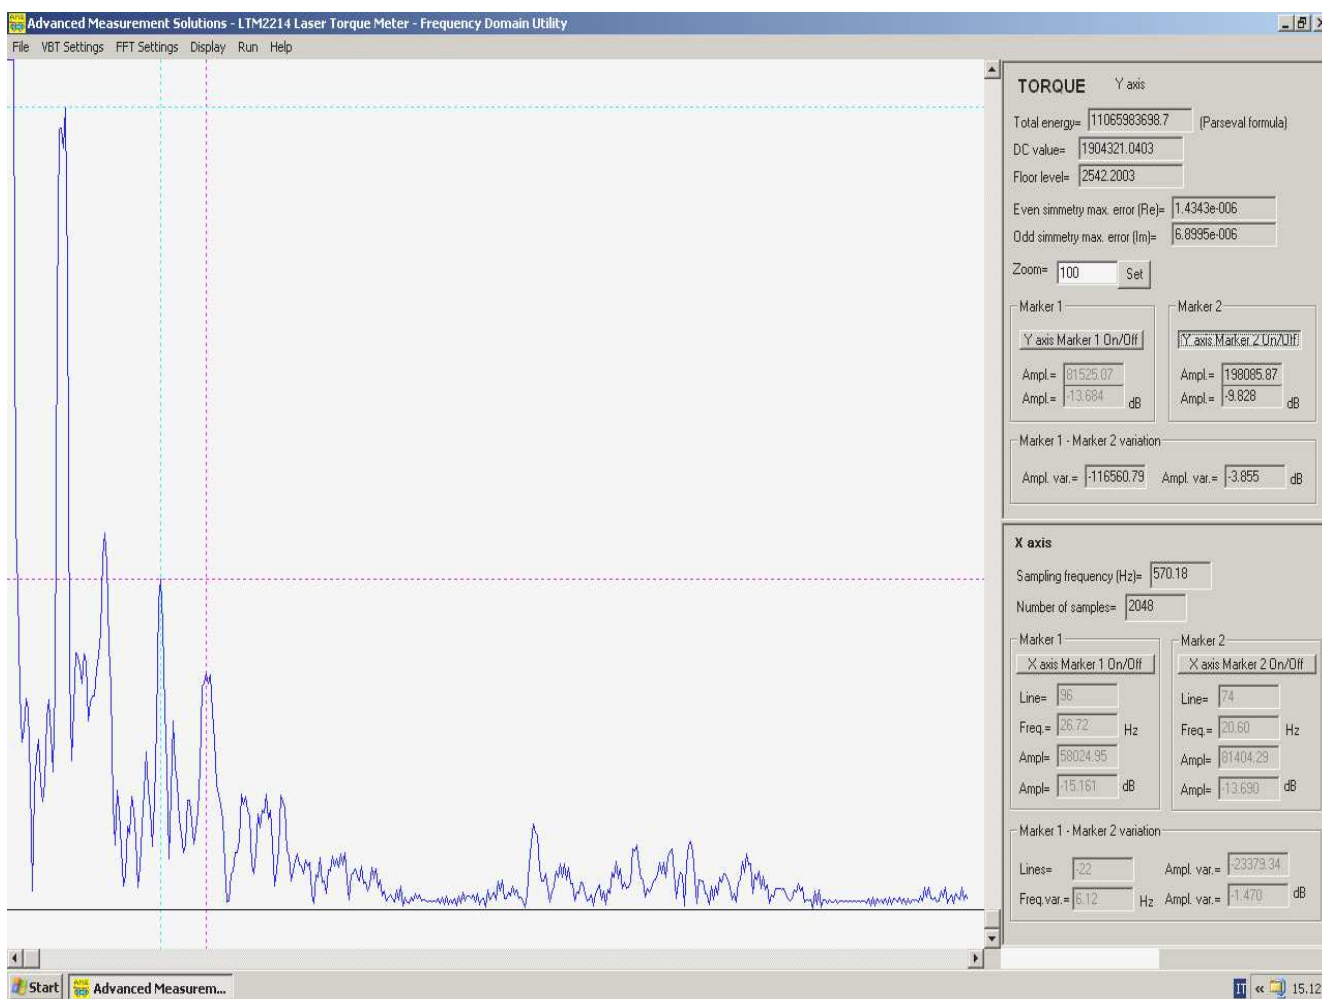 Advanced Measurement Solutions - LTM2214 Laser Torque Meter - Frequency Domain Utility
File VBT Settings FFT Settings Display Run Help
TORQUE Y axis
Total energy= 11065983698.7 (Parseval formula)
DC value= 1904321.0403
Floor level= 2542.2003
Even simmetry max. error (Re)= 1.4343e-006
Odd simmetry max. error (Im)= 6.8995e-006
Zoom= 100 Set
Marker 1 Marker 2
Y axis Marker 1 On/Off Y axis Marker 2 On/Off
Ampl.= 81525.07 Ampl.= 198085.87
Ampl.= -13.684 dB Ampl.= -9.828 dB
Marker 1 - Marker 2 variation
Ampl. var.= -116560.79 Ampl. var.= -3.855 dB
X axis
Sampling frequency (Hz)= 570.18
Number of samples= 2048
Marker 1 Marker 2
X axis Marker 1 On/Off X axis Marker 2 On/Off
Line= 96 Line= 74
Freq.= 26.72 Hz Freq.= 20.60 Hz
Ampl= 58024.95 Ampl= 81404.29
Ampl= -15.161 dB Ampl= -13.690 dB
Marker 1 - Marker 2 variation
Lines= -22 Ampl. var.= -23379.34
Freq.var.= 6.12 Hz Ampl. var.= -1.470 dB
Start Advanced Measurem... IT « 15.12